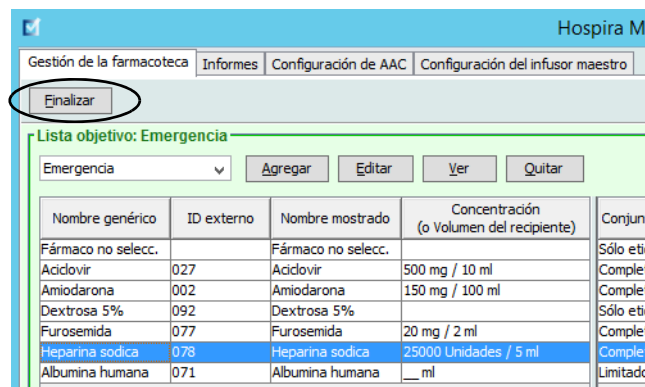 Hospira M
Gestión de la farmacoteca Informes Configuración de AAC Configuración del infusor maestro
Finalizar
Lista objetivo: Emergencia
Emergencia Agregar Editar Ver Quitar
Nombre genérico ID externo Nombre mostrado Concentración (o Volumen del recipiente) Conjun
Fármaco no selecc. Fármaco no selecc. Sólo eti
Aciclovir 027 Aciclovir 500 mg / 10 ml Comple
Amiodarona 002 Amiodarona 150 mg / 100 ml Comple
Dextrosa 5% 092 Dextrosa 5% Sólo eti
Furosemida 077 Furosemida 20 mg / 2 ml Comple
Heparina sodica 078 Heparina sodica 25000 Unidades / 5 ml Comple
Albumina humana 071 Albumina humana __ ml Limitado